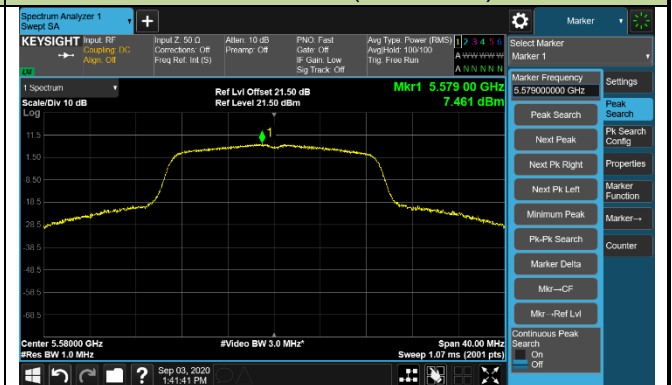 Spectrum Analyzer 1
Swept SA
+
Marker
KEYSIGHT
Input: RF
Coupling: DC
Align: Off
Input Z: 50 Ω
Corrections: Off
Freq Ref: Int (S)
Atten: 10 dB
Preamp: Off
PNO: Fast
Gate: Off
IF Gain: Low
Sig Track: Off
Avg Type: Power (RMS)
Avg|Hold: 100/100
Trig: Free Run
1 2 3 4 5 6
A W W W W W
A N N N N N
Select Marker
Marker 1
1 Spectrum
Scale/Div 10 dB
Log
Ref Lvl Offset 21.50 dB
Ref Level 21.50 dBm
Mkr1 5.579 00 GHz
7.461 dBm
Marker Frequency
5.579000000 GHz
Peak Search
Next Peak
Next Pk Right
Next Pk Left
Minimum Peak
Pk-Pk Search
Marker Delta
Mkr→CF
Mkr→Ref Lvl
Continuous Peak
Search
On
Off
Settings
Peak
Search
Pk Search
Config
Properties
Marker
Function
Marker→
Counter
11.5
1.50
-8.50
-18.5
-28.5
-38.5
-48.5
-58.5
-68.5
1
Center 5.58000 GHz
#Res BW 1.0 MHz
#Video BW 3.0 MHz*
Span 40.00 MHz
Sweep 1.07 ms (2001 pts)
?
Sep 03, 2020
1:41:41 PM